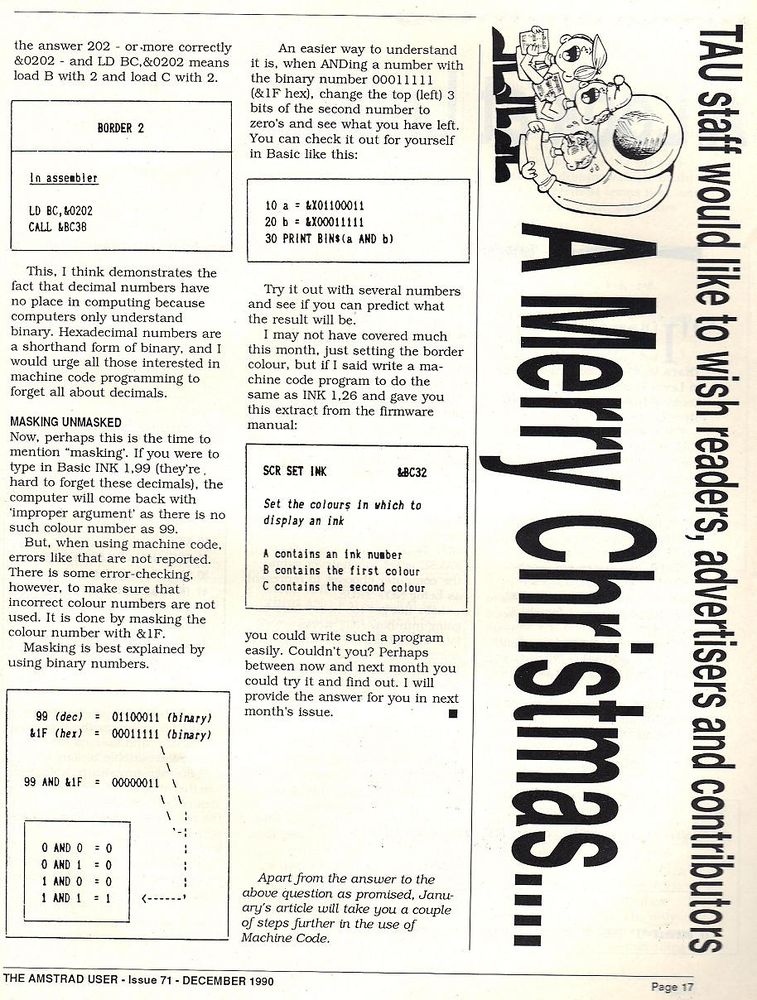 the answer 202 - or more correctly
&0202 - and LD BC,&0202 means
load B with 2 and load C with 2.
BORDER 2
In assembler
LD BC,&0202
CALL &BC38
This, I think demonstrates the
fact that decimal numbers have
no place in computing because
computers only understand
binary. Hexadecimal numbers are
a shorthand form of binary, and I
would urge all those interested in
machine code programming to
forget all about decimals.
MASKING UNMASKED
Now, perhaps this is the time to
mention "masking'. If you were to
type in Basic INK 1,99 (they're
hard to forget these decimals), the
computer will come back with
'improper argument' as there is no
such colour number as 99.
But, when using machine code,
errors like that are not reported.
There is some error-checking,
however, to make sure that
incorrect colour numbers are not
used. It is done by masking the
colour number with &1F.
Masking is best explained by
using binary numbers.
99 (dec) = 01100011 (binary)
&1F (hex) = 00011111 (binary)
99 AND &1F = 00000011
0 AND 0 = 0
0 AND 1 = 0
1 AND 0 = 0
1 AND 1 = 1
An easier way to understand
it is, when ANDing a number with
the binary number 00011111
(&1F hex), change the top (left) 3
bits of the second number to
zero's and see what you have left.
You can check it out for yourself
in Basic like this:
10 a = &X01100011
20 b = &X00011111
30 PRINT BIN$(a AND b)
Try it out with several numbers
and see if you can predict what
the result will be.
I may not have covered much
this month, just setting the border
colour, but if I said write a ma-
chine code program to do the
same as INK 1,26 and gave you
this extract from the firmware
manual:
SCR SET INK &BC32
Set the colours in which to
display an ink
A contains an ink number
B contains the first colour
C contains the second colour
you could write such a program
easily. Couldn't you? Perhaps
between now and next month you
could try it and find out. I will
provide the answer for you in next
month's issue.
Apart from the answer to the
above question as promised, Janu-
ary's article will take you a couple
of steps further in the use of
Machine Code.
TAU staff would like to wish readers, advertisers and contributors
A Merry Christmas....
THE AMSTRAD USER - Issue 71 - DECEMBER 1990
Page 17